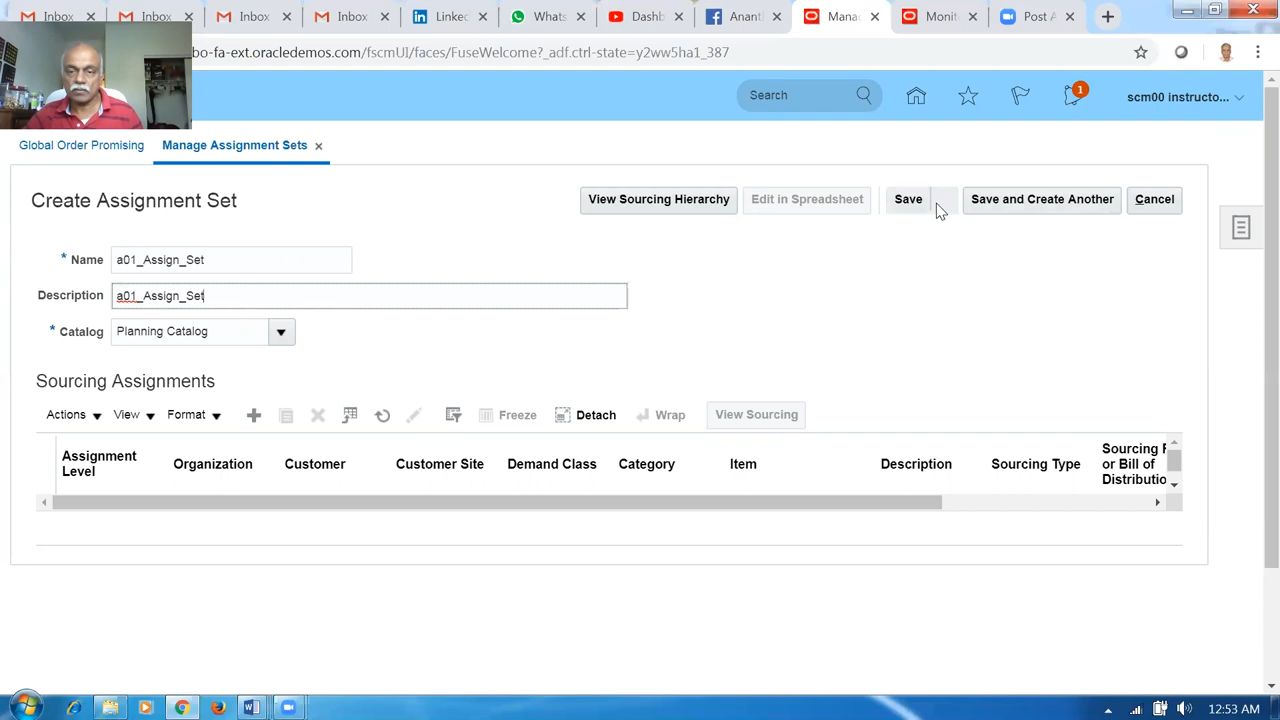 Inbox
Inbox
Inbox
Inbox
Linked
What
Dashb
Anant
Mana
Moni
Post A
bo-fa-ext.oracledemos.com/fscmUI/faces/FuseWelcome?_adf.ctrl-state=y2ww5ha1_387
Search
1
scm00 instructo...
Global Order Promising
Manage Assignment Sets
Create Assignment Set
View Sourcing Hierarchy
Edit in Spreadsheet
Save
Save and Create Another
Cancel
* Name a01_Assign_Set
Description a01_Assign_Set
* Catalog Planning Catalog
Sourcing Assignments
Actions View Format Freeze Detach Wrap View Sourcing
Assignment Level
Organization
Customer
Customer Site
Demand Class
Category
Item
Description
Sourcing Type
Sourcing R
or Bill of
Distributio
12:53 AM